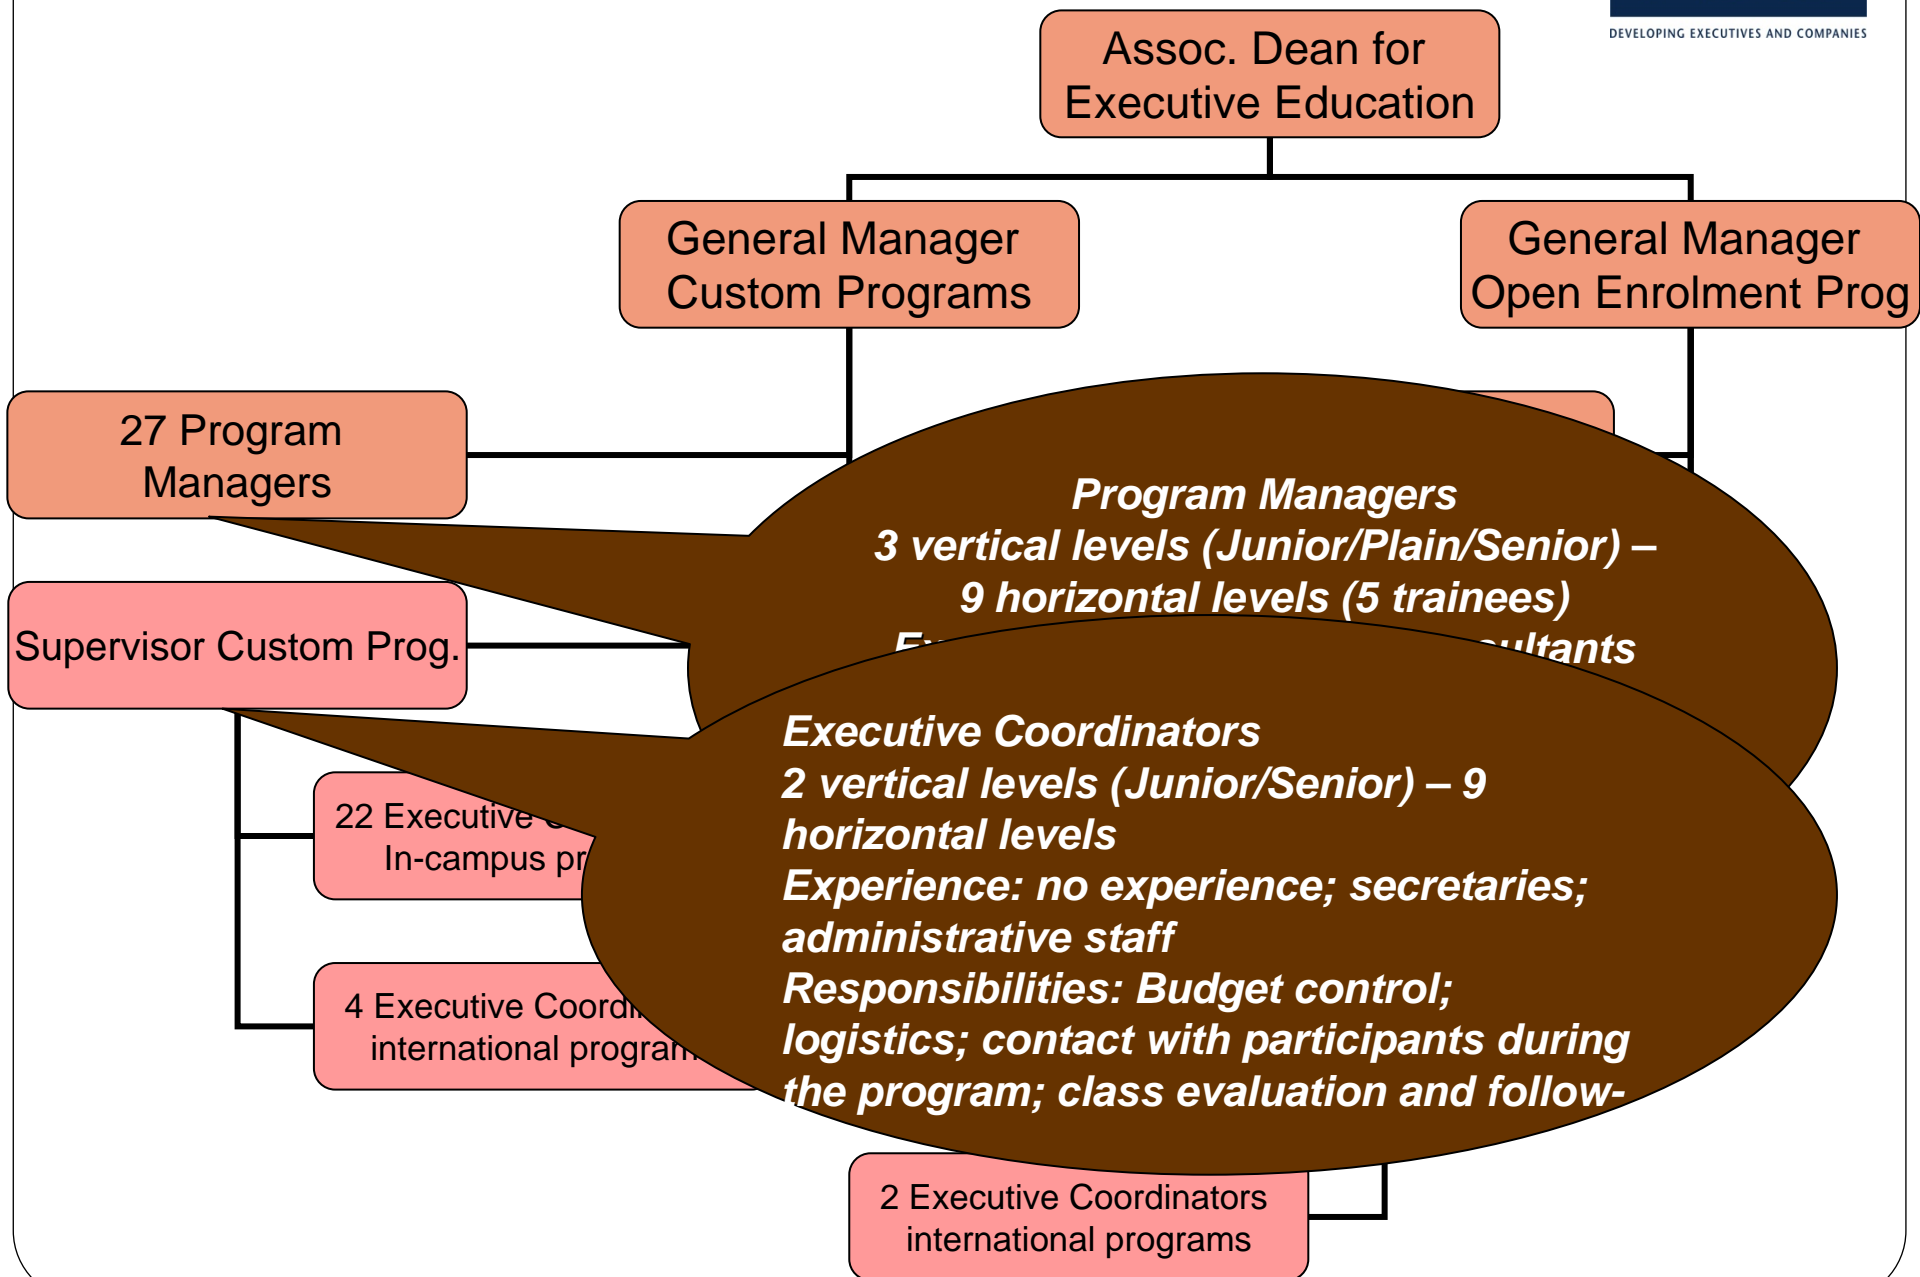 DEVELOPING EXECUTIVES AND COMPANIES
Assoc. Dean for
Executive Education
General Manager
Custom Programs
General Manager
Open Enrolment Prog
27 Program
Managers
Program Managers
3 vertical levels (Junior/Plain/Senior) –
9 horizontal levels (5 trainees)
Supervisor Custom Prog.
Executive Coordinators
2 vertical levels (Junior/Senior) – 9
horizontal levels
Experience: no experience; secretaries;
administrative staff
Responsibilities: Budget control;
logistics; contact with participants during
the program; class evaluation and follow-
22 Executive
In-campus
4 Executive
international
2 Executive Coordinators
international programs